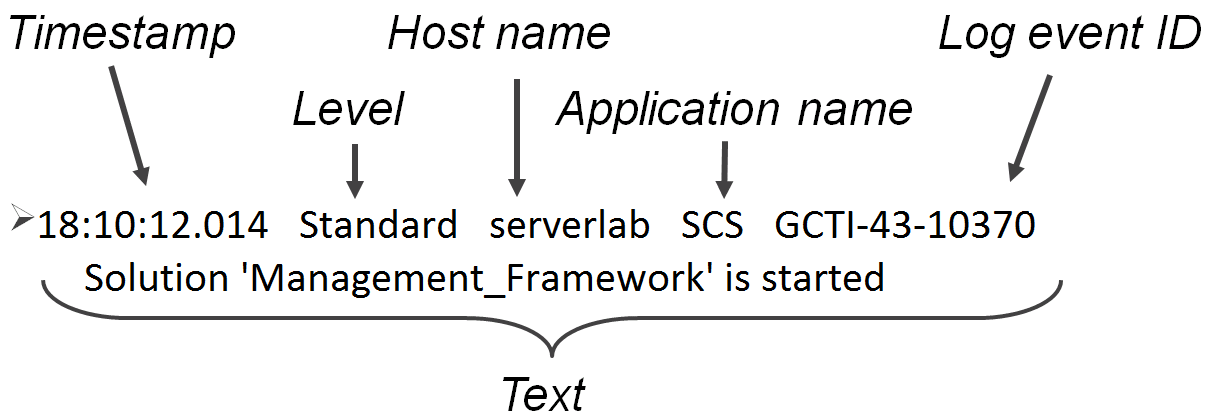 Timestamp Host name Log event ID
Level Application name
18:10:12.014 Standard serverlab SCS GCTI-43-10370
Solution 'Management_Framework' is started
Text